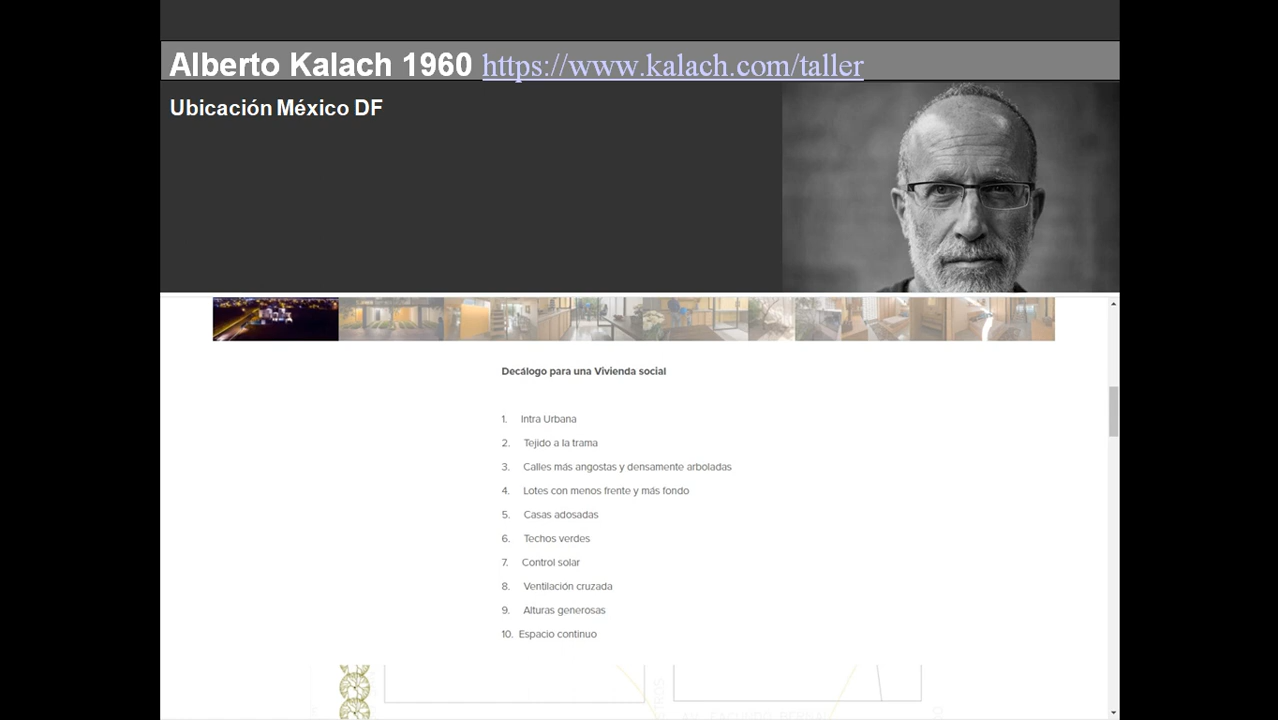 Alberto Kalach 1960 https://www.kalach.com/taller
Ubicación México DF
Decálogo para una Vivienda social
1. Intra Urbana
2. Tejido a la trama
3. Calles más angostas y densamente arboladas
4. Lotes con menos frente y más fondo
5. Casas adosadas
6. Techos verdes
7. Control solar
8. Ventilación cruzada
9. Alturas generosas
10. Espacio continuo